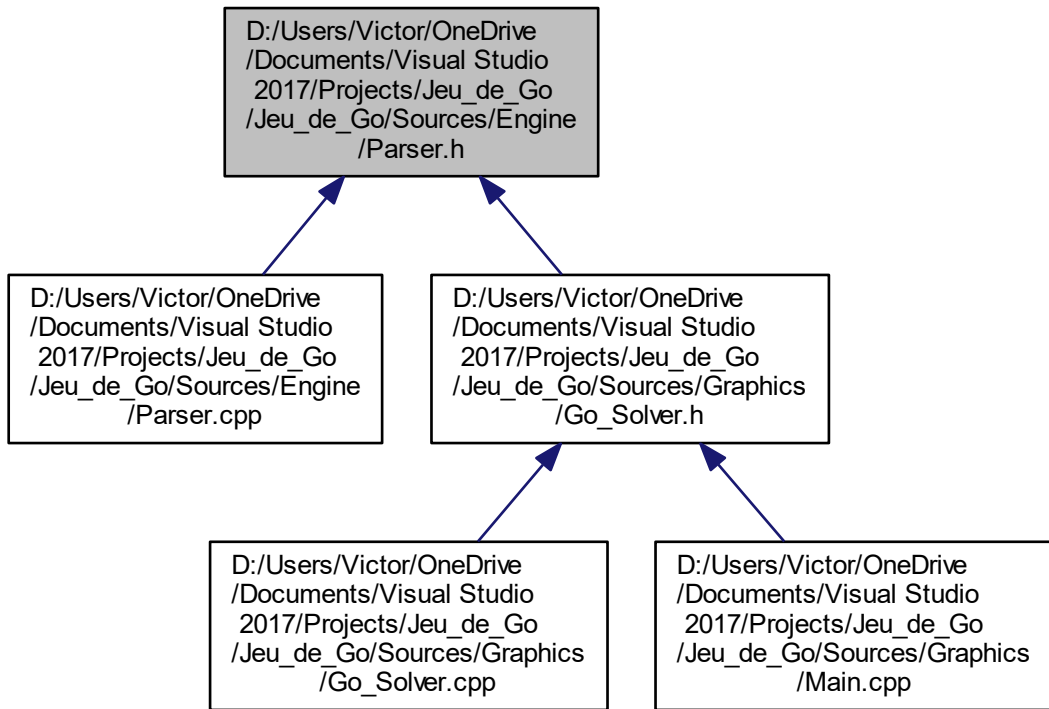 D:/Users/Victor/OneDrive
/Documents/Visual Studio
2017/Projects/Jeu_de_Go
/Jeu_de_Go/Sources/Engine
/Parser.h
D:/Users/Victor/OneDrive
/Documents/Visual Studio
2017/Projects/Jeu_de_Go
/Jeu_de_Go/Sources/Engine
/Parser.cpp
D:/Users/Victor/OneDrive
/Documents/Visual Studio
2017/Projects/Jeu_de_Go
/Jeu_de_Go/Sources/Graphics
/Go_Solver.h
D:/Users/Victor/OneDrive
/Documents/Visual Studio
2017/Projects/Jeu_de_Go
/Jeu_de_Go/Sources/Graphics
/Go_Solver.cpp
D:/Users/Victor/OneDrive
/Documents/Visual Studio
2017/Projects/Jeu_de_Go
/Jeu_de_Go/Sources/Graphics
/Main.cpp